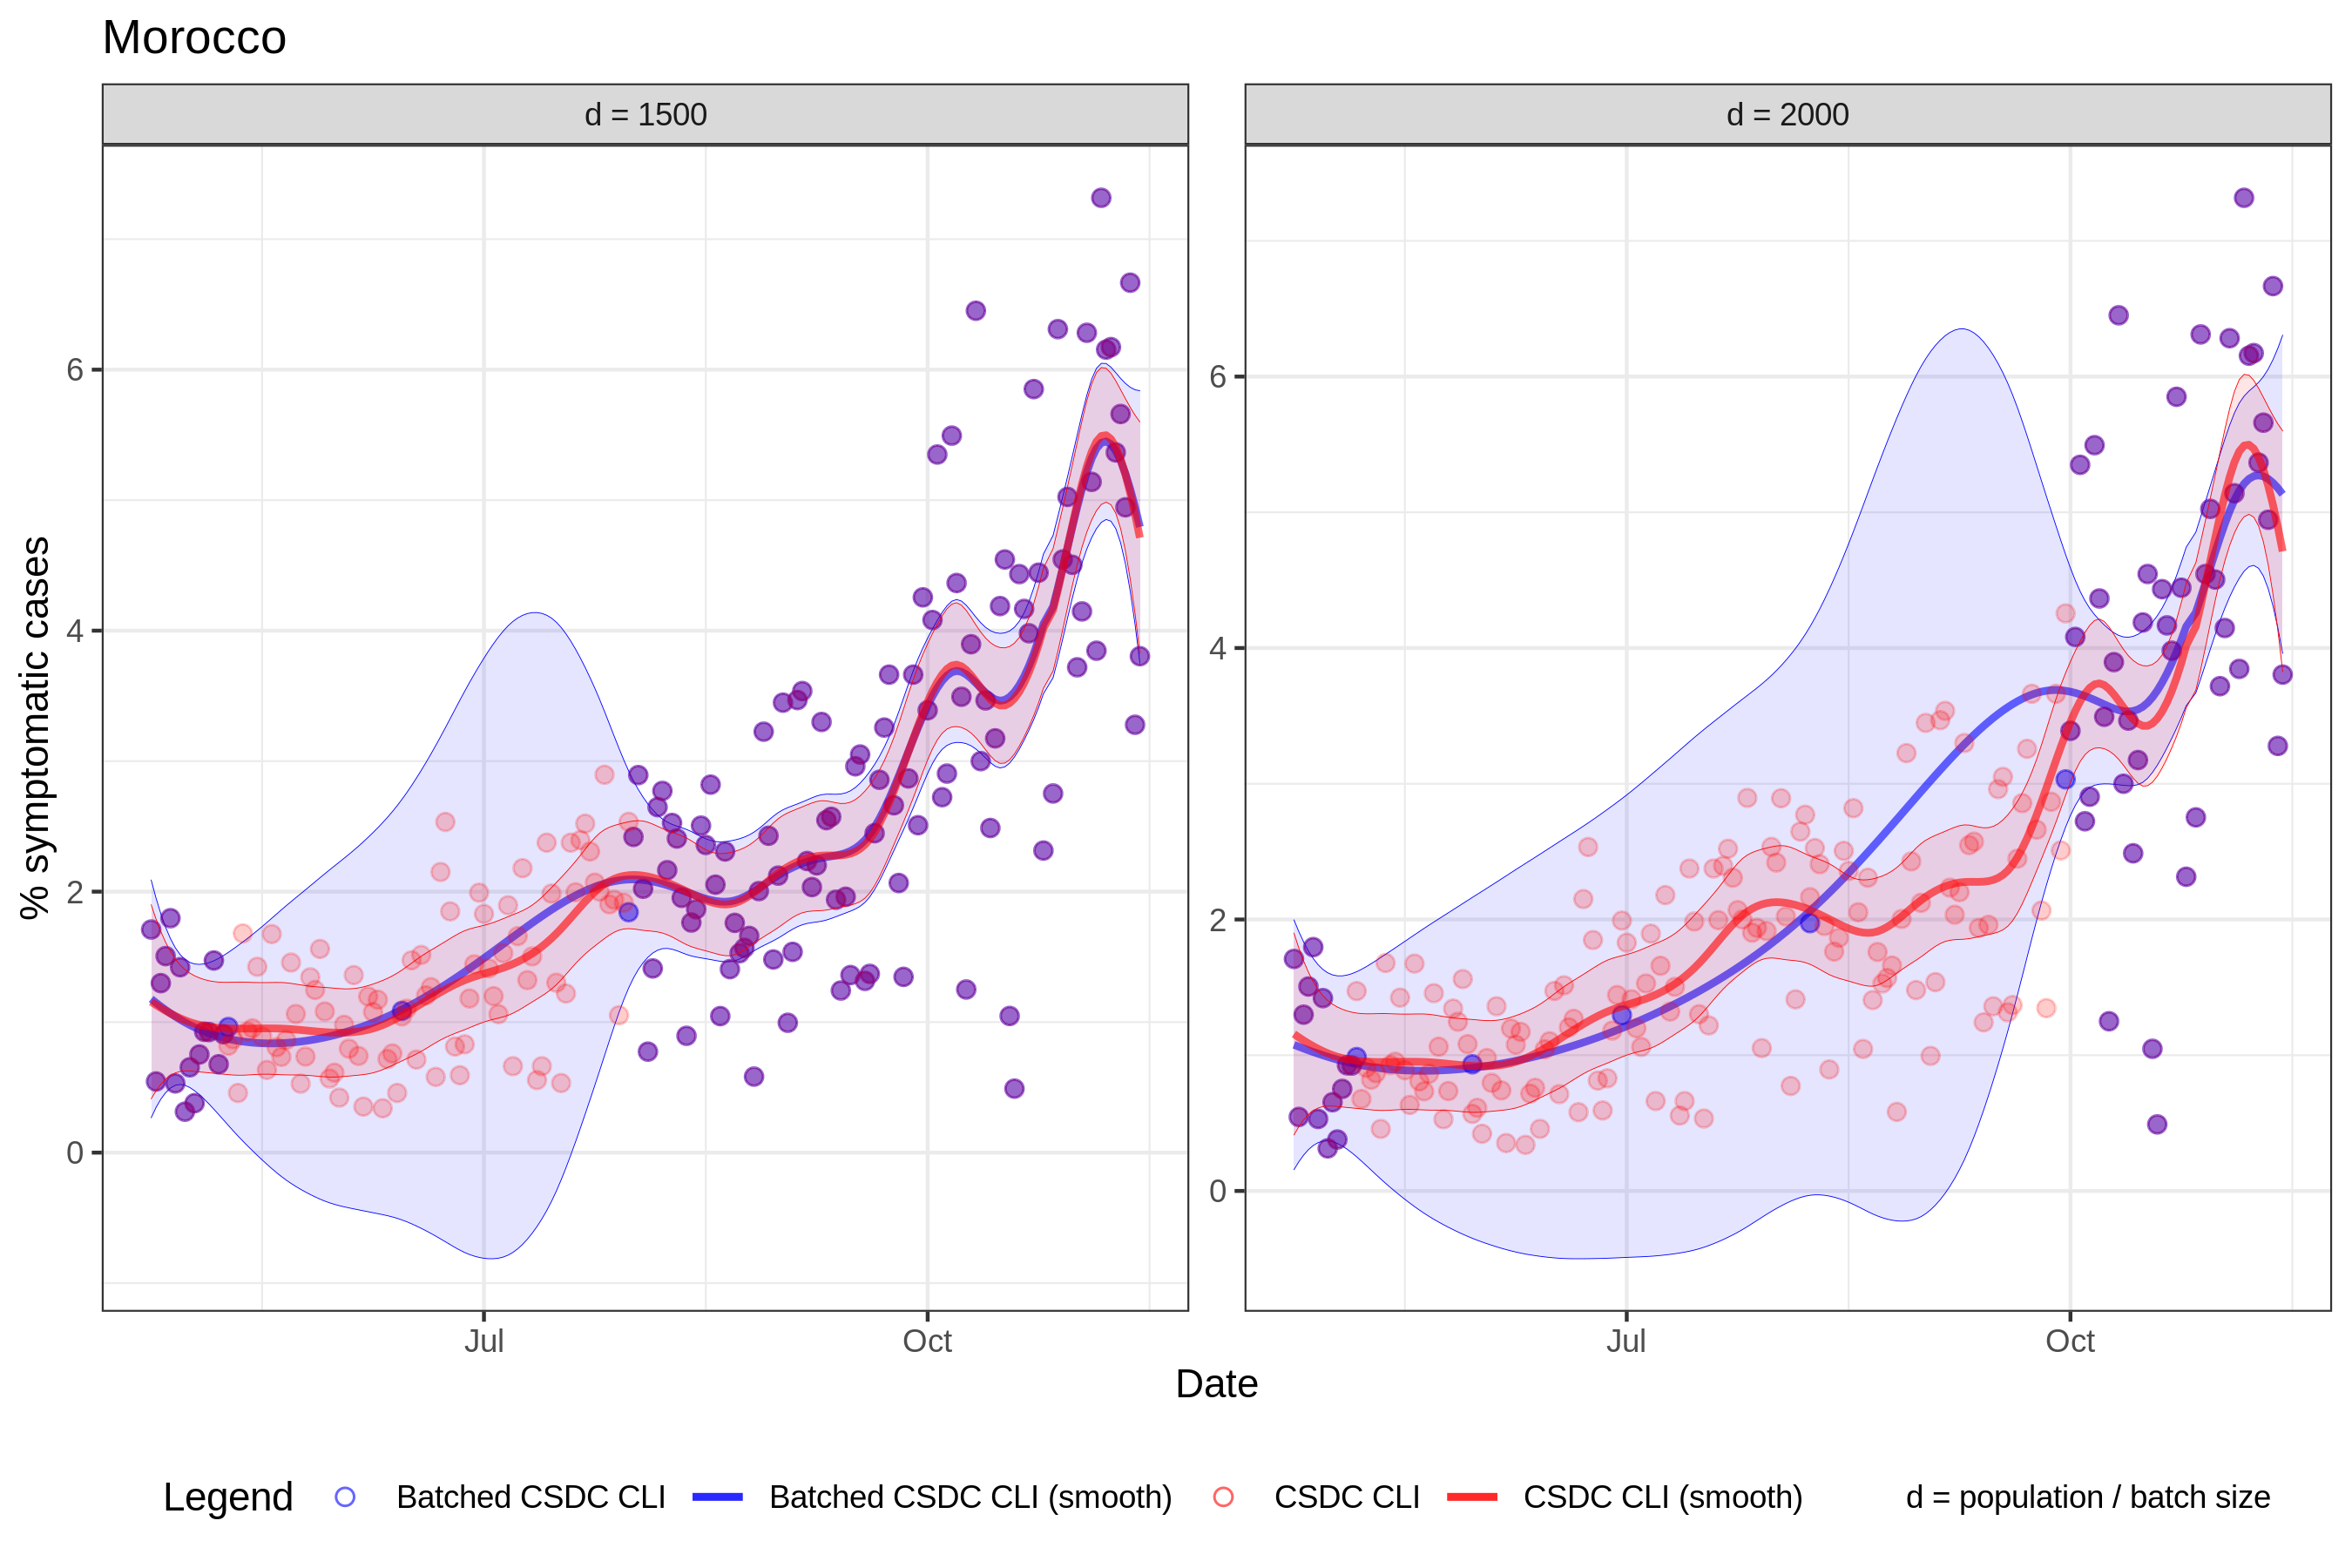 Morocco
d = 1500
d = 2000
% symptomatic cases
6
4
2
0
6
4
2
0
Jul
Oct
Jul
Oct
Date
Legend
Batched CSDC CLI
Batched CSDC CLI (smooth)
CSDC CLI
CSDC CLI (smooth)
d = population / batch size